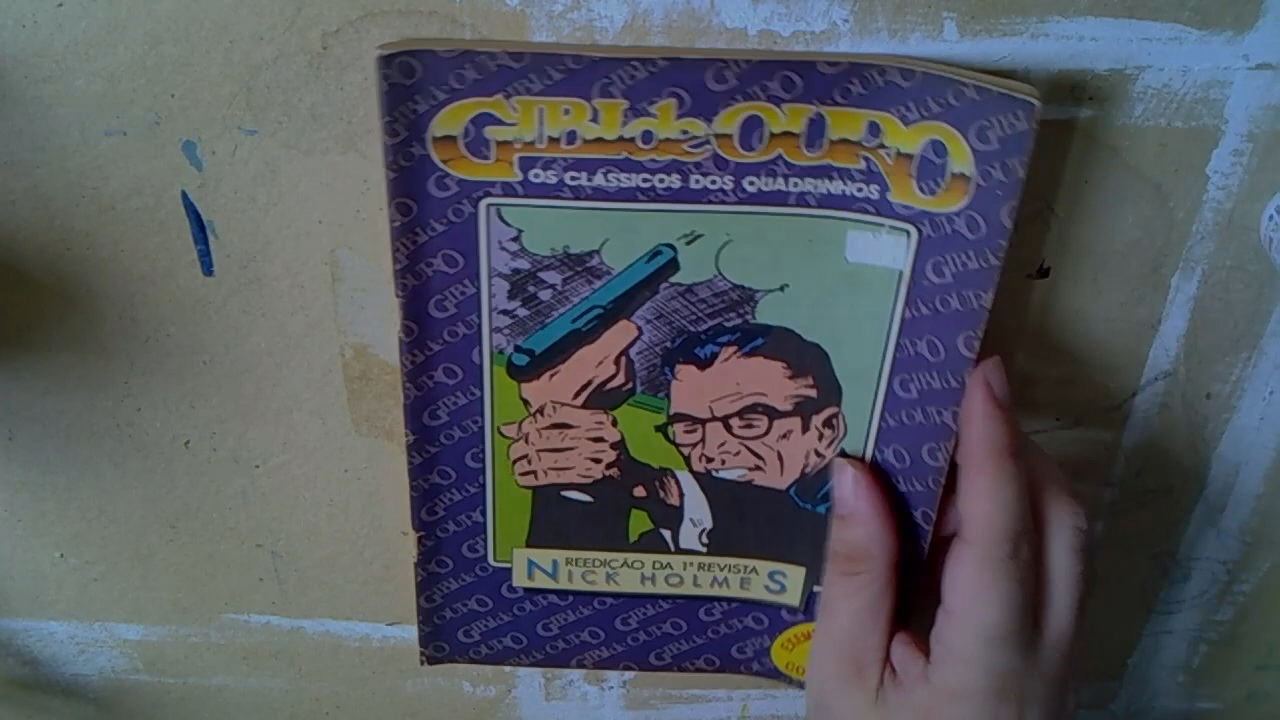 GIBI de OURO
OS CLÁSSICOS DOS QUADRINHOS
REEDIÇÃO DA 1ª REVISTA
NICK HOLMES